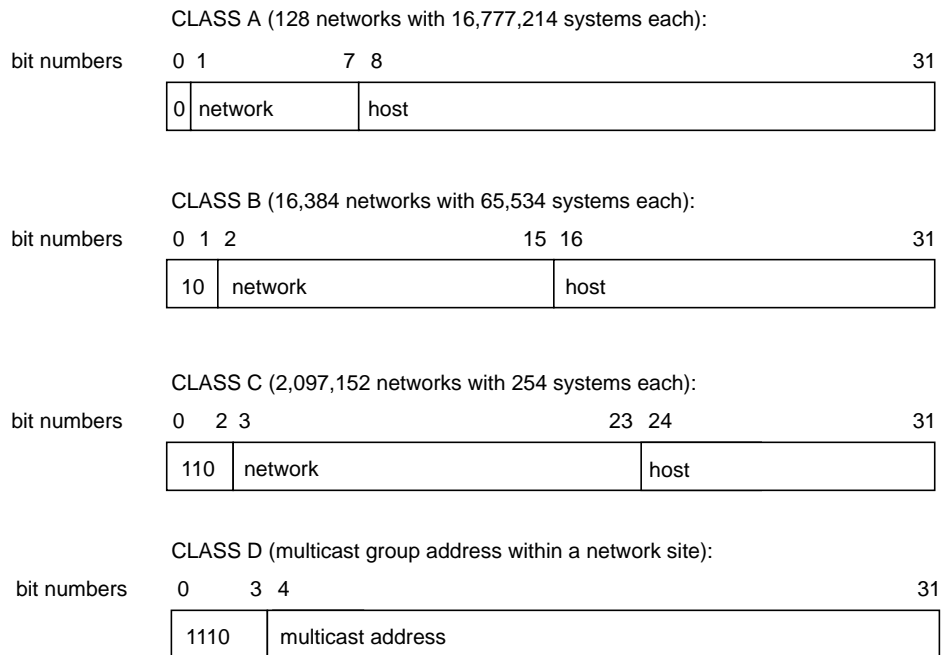 CLASS A (128 networks with 16,777,214 systems each):
bit numbers 0 1 7 8 31
0 network host
CLASS B (16,384 networks with 65,534 systems each):
bit numbers 0 1 2 15 16 31
10 network host
CLASS C (2,097,152 networks with 254 systems each):
bit numbers 0 2 3 23 24 31
110 network host
CLASS D (multicast group address within a network site):
bit numbers 0 3 4 31
1110 multicast address